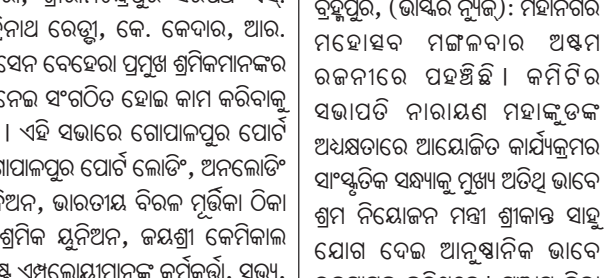 ନାଥ ରେଡ୍ଡୀ, କେ. କେଦାର, ଆର.
ସେନ ବେହେରା ପ୍ରମୁଖ ଶ୍ରମିକମାନଙ୍କର
ନେଇ ସଂଗଠିତ ହୋଇ କାମ କରିବାକୁ
। ଏହି ସଭାରେ ଗୋପାଳପୁର ପୋର୍ଟ
ଗୋପାଳପୁର ପୋର୍ଟ ଲୋଡିଂ, ଅନଲୋଡିଂ
ନିଅନ, ଭାରତୀୟ ବିରଳ ମୂର୍ତ୍ତିକା ଠିକା
ଶ୍ରମିକ ୟୁନିଅନ, ଜୟଶ୍ରୀ କେମିକାଲ
ଏମ୍ପ୍ଲୋୟୀମାନଙ୍କ କର୍ମକର୍ତ୍ତା, ସଭ୍ୟ,
ବ୍ରହ୍ମପୁର, (ଭାସ୍କର ନ୍ୟୁଜ୍): ମହାନଗର
ମହୋତ୍ସବ ମଙ୍ଗଳବାର ଅଷ୍ଟମ
ରଜନୀରେ ପହଞ୍ଚିଛି । କମିଟିର
ସଭାପତି ନାରାୟଣ ମହାଙ୍କୁଡଙ୍କ
ଅଧ୍ୟକ୍ଷତାରେ ଆୟୋଜିତ କାର୍ଯ୍ୟକ୍ରମର
ସାଂସ୍କୃତିକ ସନ୍ଧ୍ୟାକୁ ମୁଖ୍ୟ ଅତିଥି ଭାବେ
ଶ୍ରମ ନିୟୋଜନ ମନ୍ତ୍ରୀ ଶ୍ରୀକାନ୍ତ ସାହୁ
ଯୋଗ ଦେଇ ଆନୁଷ୍ଠାନିକ ଭାବେ